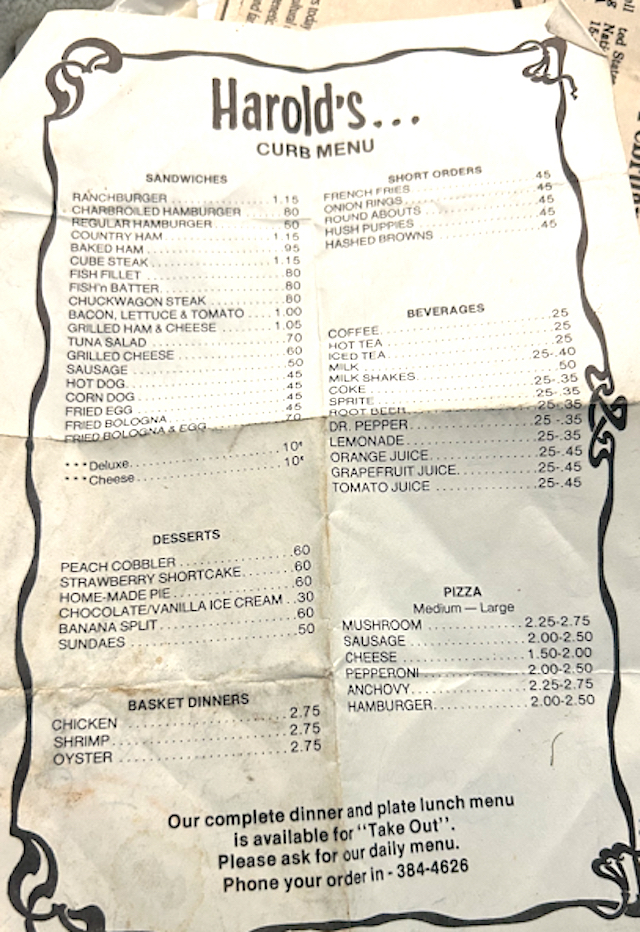 Harold's...
CURB MENU
SANDWICHES
RANCHBURGER 1.15
CHARBROILED HAMBURGER 80
REGULAR HAMBURGER 50
COUNTRY HAM 1.15
BAKED HAM 95
CUBE STEAK 1.15
FISH FILLET .80
FISH'n BATTER .80
CHUCKWAGON STEAK .80
BACON, LETTUCE & TOMATO 1.00
GRILLED HAM & CHEESE 1.05
TUNA SALAD .70
GRILLED CHEESE .60
SAUSAGE .50
HOT DOG .45
CORN DOG .45
FRIED EGG .45
FRIED BOLOGNA 45
FRIED BOLOGNA & EGG 70
***Deluxe 10¢
***Cheese 10¢
DESSERTS
PEACH COBBLER .60
STRAWBERRY SHORTCAKE .60
HOME-MADE PIE .60
CHOCOLATE/VANILLA ICE CREAM .30
BANANA SPLIT .60
SUNDAES .50
BASKET DINNERS
CHICKEN 2.75
SHRIMP 2.75
OYSTER 2.75
SHORT ORDERS
FRENCH FRIES .45
ONION RINGS .45
ROUND ABOUTS .45
HUSH PUPPIES .45
HASHED BROWNS .45
BEVERAGES
COFFEE .25
HOT TEA .25
ICED TEA .25
MILK 25-.40
MILK SHAKES 50
COKE 25-.35
SPRITE 25-.35
ROOT BEER 25-.35
DR. PEPPER .25-.35
LEMONADE .25-.35
ORANGE JUICE .25-.45
GRAPEFRUIT JUICE .25-.45
TOMATO JUICE .25-.45
PIZZA
Medium — Large
MUSHROOM 2.25-2.75
SAUSAGE 2.00-2.50
CHEESE 1.50-2.00
PEPPERONI 2.00-2.50
ANCHOVY 2.25-2.75
HAMBURGER 2.00-2.50
Our complete dinner and plate lunch menu
is available for "Take Out".
Please ask for our daily menu.
Phone your order in - 384-4626